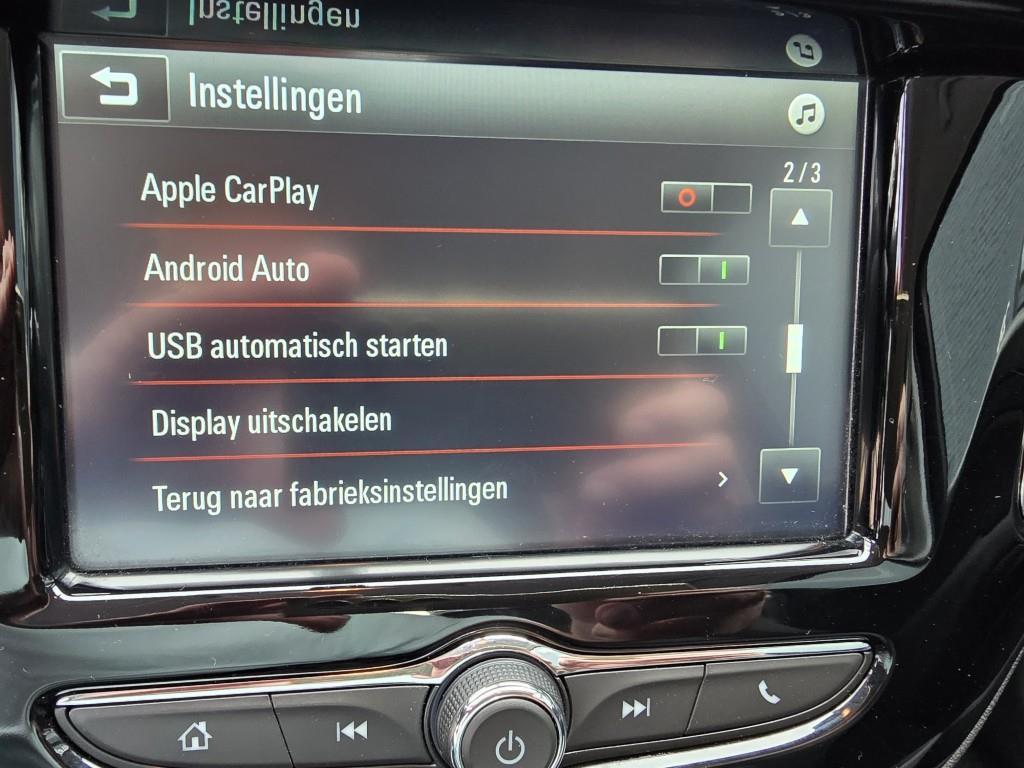 Instellingen
2/3
Apple CarPlay
Android Auto
USB automatisch starten
Display uitschakelen
Terug naar fabrieksinstellingen